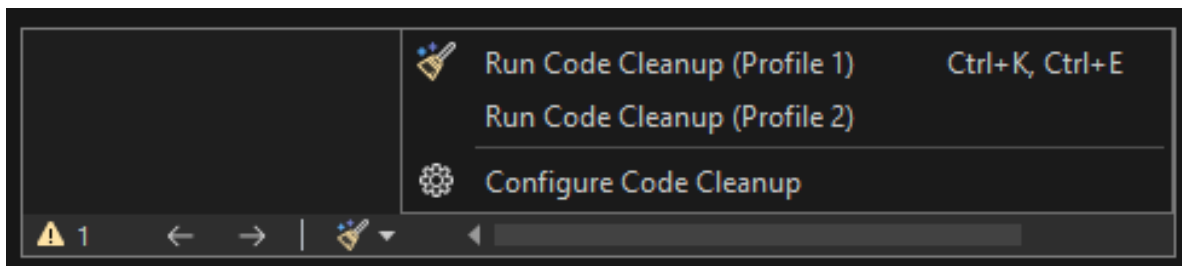 Run Code Cleanup (Profile 1) Ctrl+K, Ctrl+E
Run Code Cleanup (Profile 2)
Configure Code Cleanup
1